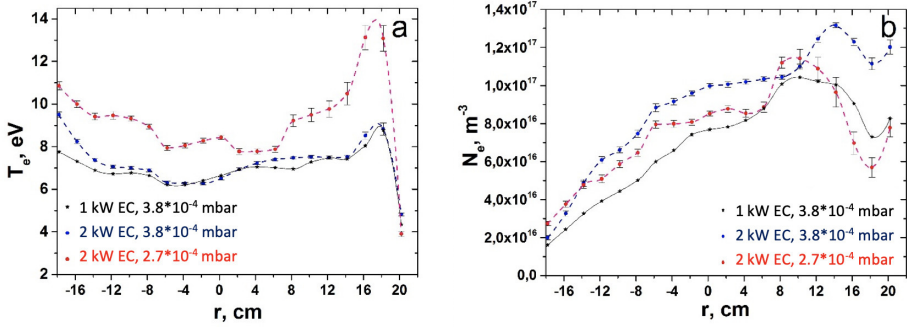 a
14
12
10
8
6
4
2
T_e, eV
1 kW EC, 3.8*10⁻⁴ mbar
2 kW EC, 3.8*10⁻⁴ mbar
2 kW EC, 2.7*10⁻⁴ mbar
-16 -12 -8 -4 0 4 8 12 16 20
r, cm
b
1,4x10¹⁷
1,2x10¹⁷
1,0x10¹⁷
8,0x10¹⁶
6,0x10¹⁶
4,0x10¹⁶
2,0x10¹⁶
0,0
N_e, m⁻³
1 kW EC, 3.8*10⁻⁴ mbar
2 kW EC, 3.8*10⁻⁴ mbar
2 kW EC, 2.7*10⁻⁴ mbar
-16 -12 -8 -4 0 4 8 12 16 20
r, cm